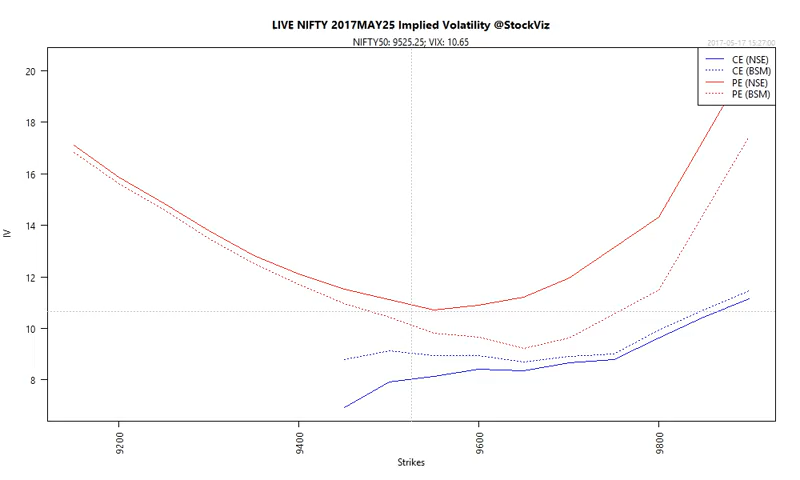 LIVE NIFTY 2017MAY25 Implied Volatility @StockViz
NIFTY50: 9525.25; VIX: 10.65
2017-05-17 15:27:00
CE (NSE)
CE (BSM)
PE (NSE)
PE (BSM)
20
18
16
14
12
10
8
IV
9200
9400
9600
9800
Strikes